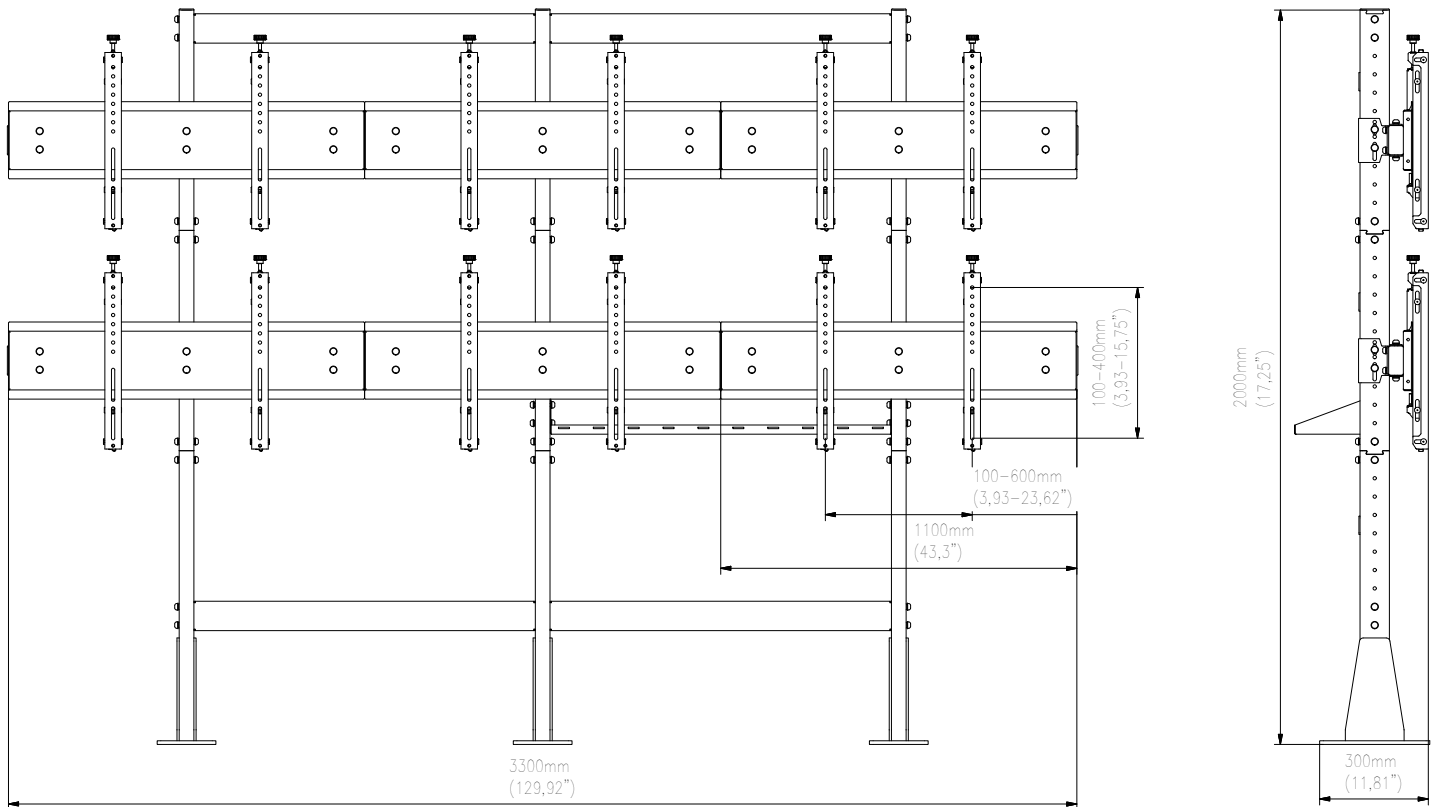 100-400mm
(3,93-15,75")
2000mm
(17,25")
100-600mm
(3,93-23,62")
1100mm
(43,3")
3300mm
(129,92")
300mm
(11,81")